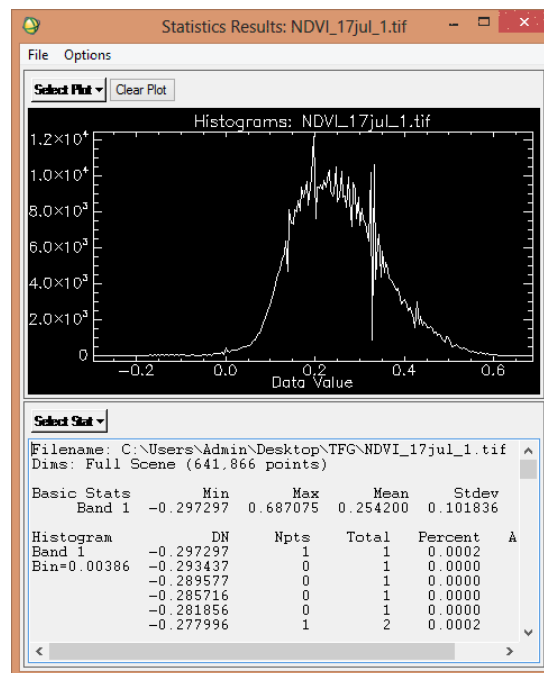 Statistics Results: NDVI_17jul_1.tif
File Options
Select Plot Clear Plot
Histograms: NDVI_17jul_1.tif
1.2×10⁴
1.0×10⁴
8.0×10³
6.0×10³
4.0×10³
2.0×10³
0
-0.2 0.0 0.2 0.4 0.6
Data Value
Select Stat
Filename: C:\Users\Admin\Desktop\TFG\NDVI_17jul_1.tif
Dims: Full Scene (641,866 points)
Basic Stats Min Max Mean Stdev
Band 1 -0.297297 0.687075 0.254200 0.101836
Histogram DN Npts Total Percent A
Band 1 -0.297297 1 1 0.0002
Bin=0.00386 -0.293437 0 1 0.0000
-0.289577 0 1 0.0000
-0.285716 0 1 0.0000
-0.281856 0 1 0.0000
-0.277996 1 2 0.0002